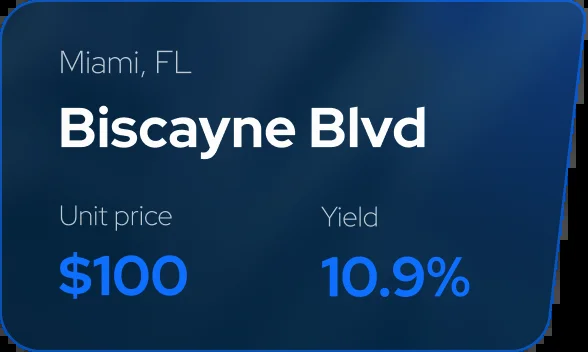 Miami, FL
Biscayne Blvd
Unit price
Yield
$100
10.9%